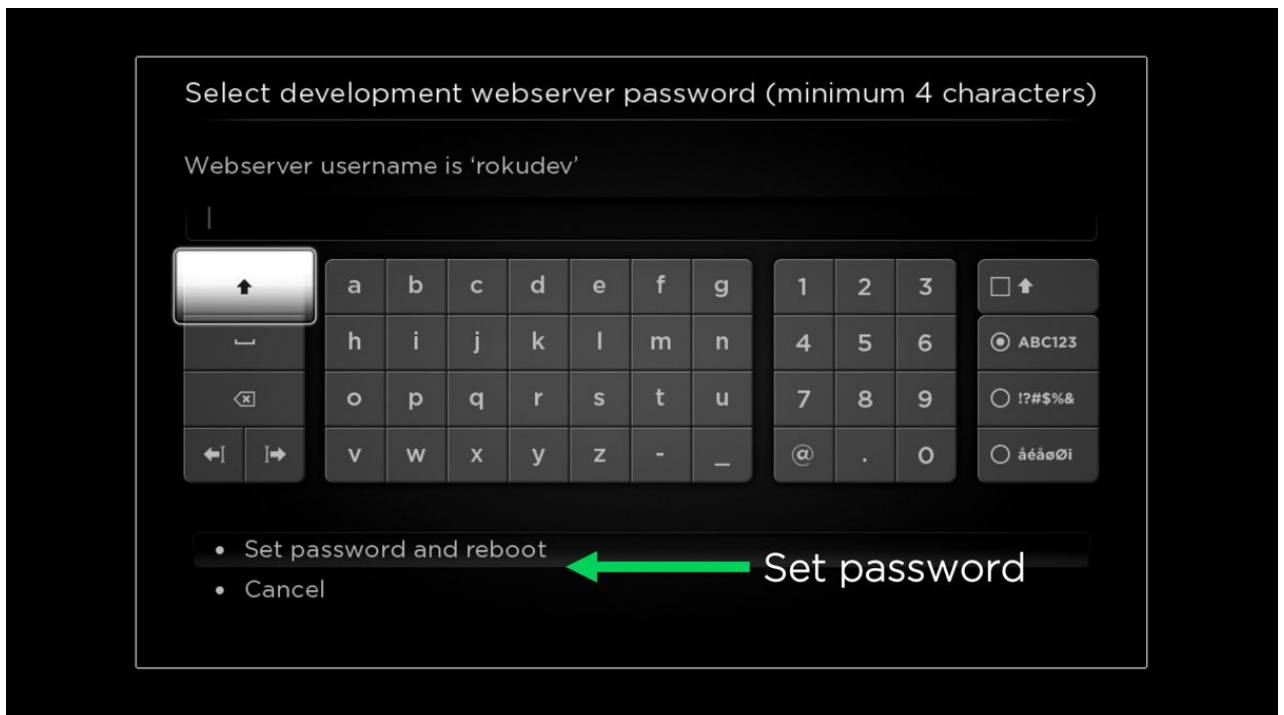 Select development webserver password (minimum 4 characters)
Webserver username is ‘rokudev’
a b c d e f g 1 2 3
h i j k l m n 4 5 6 ABC123
o p q r s t u 7 8 9 !?#$%&
v w x y z - _ @ . 0 åéåøØi
Set password and reboot
Set password
Cancel